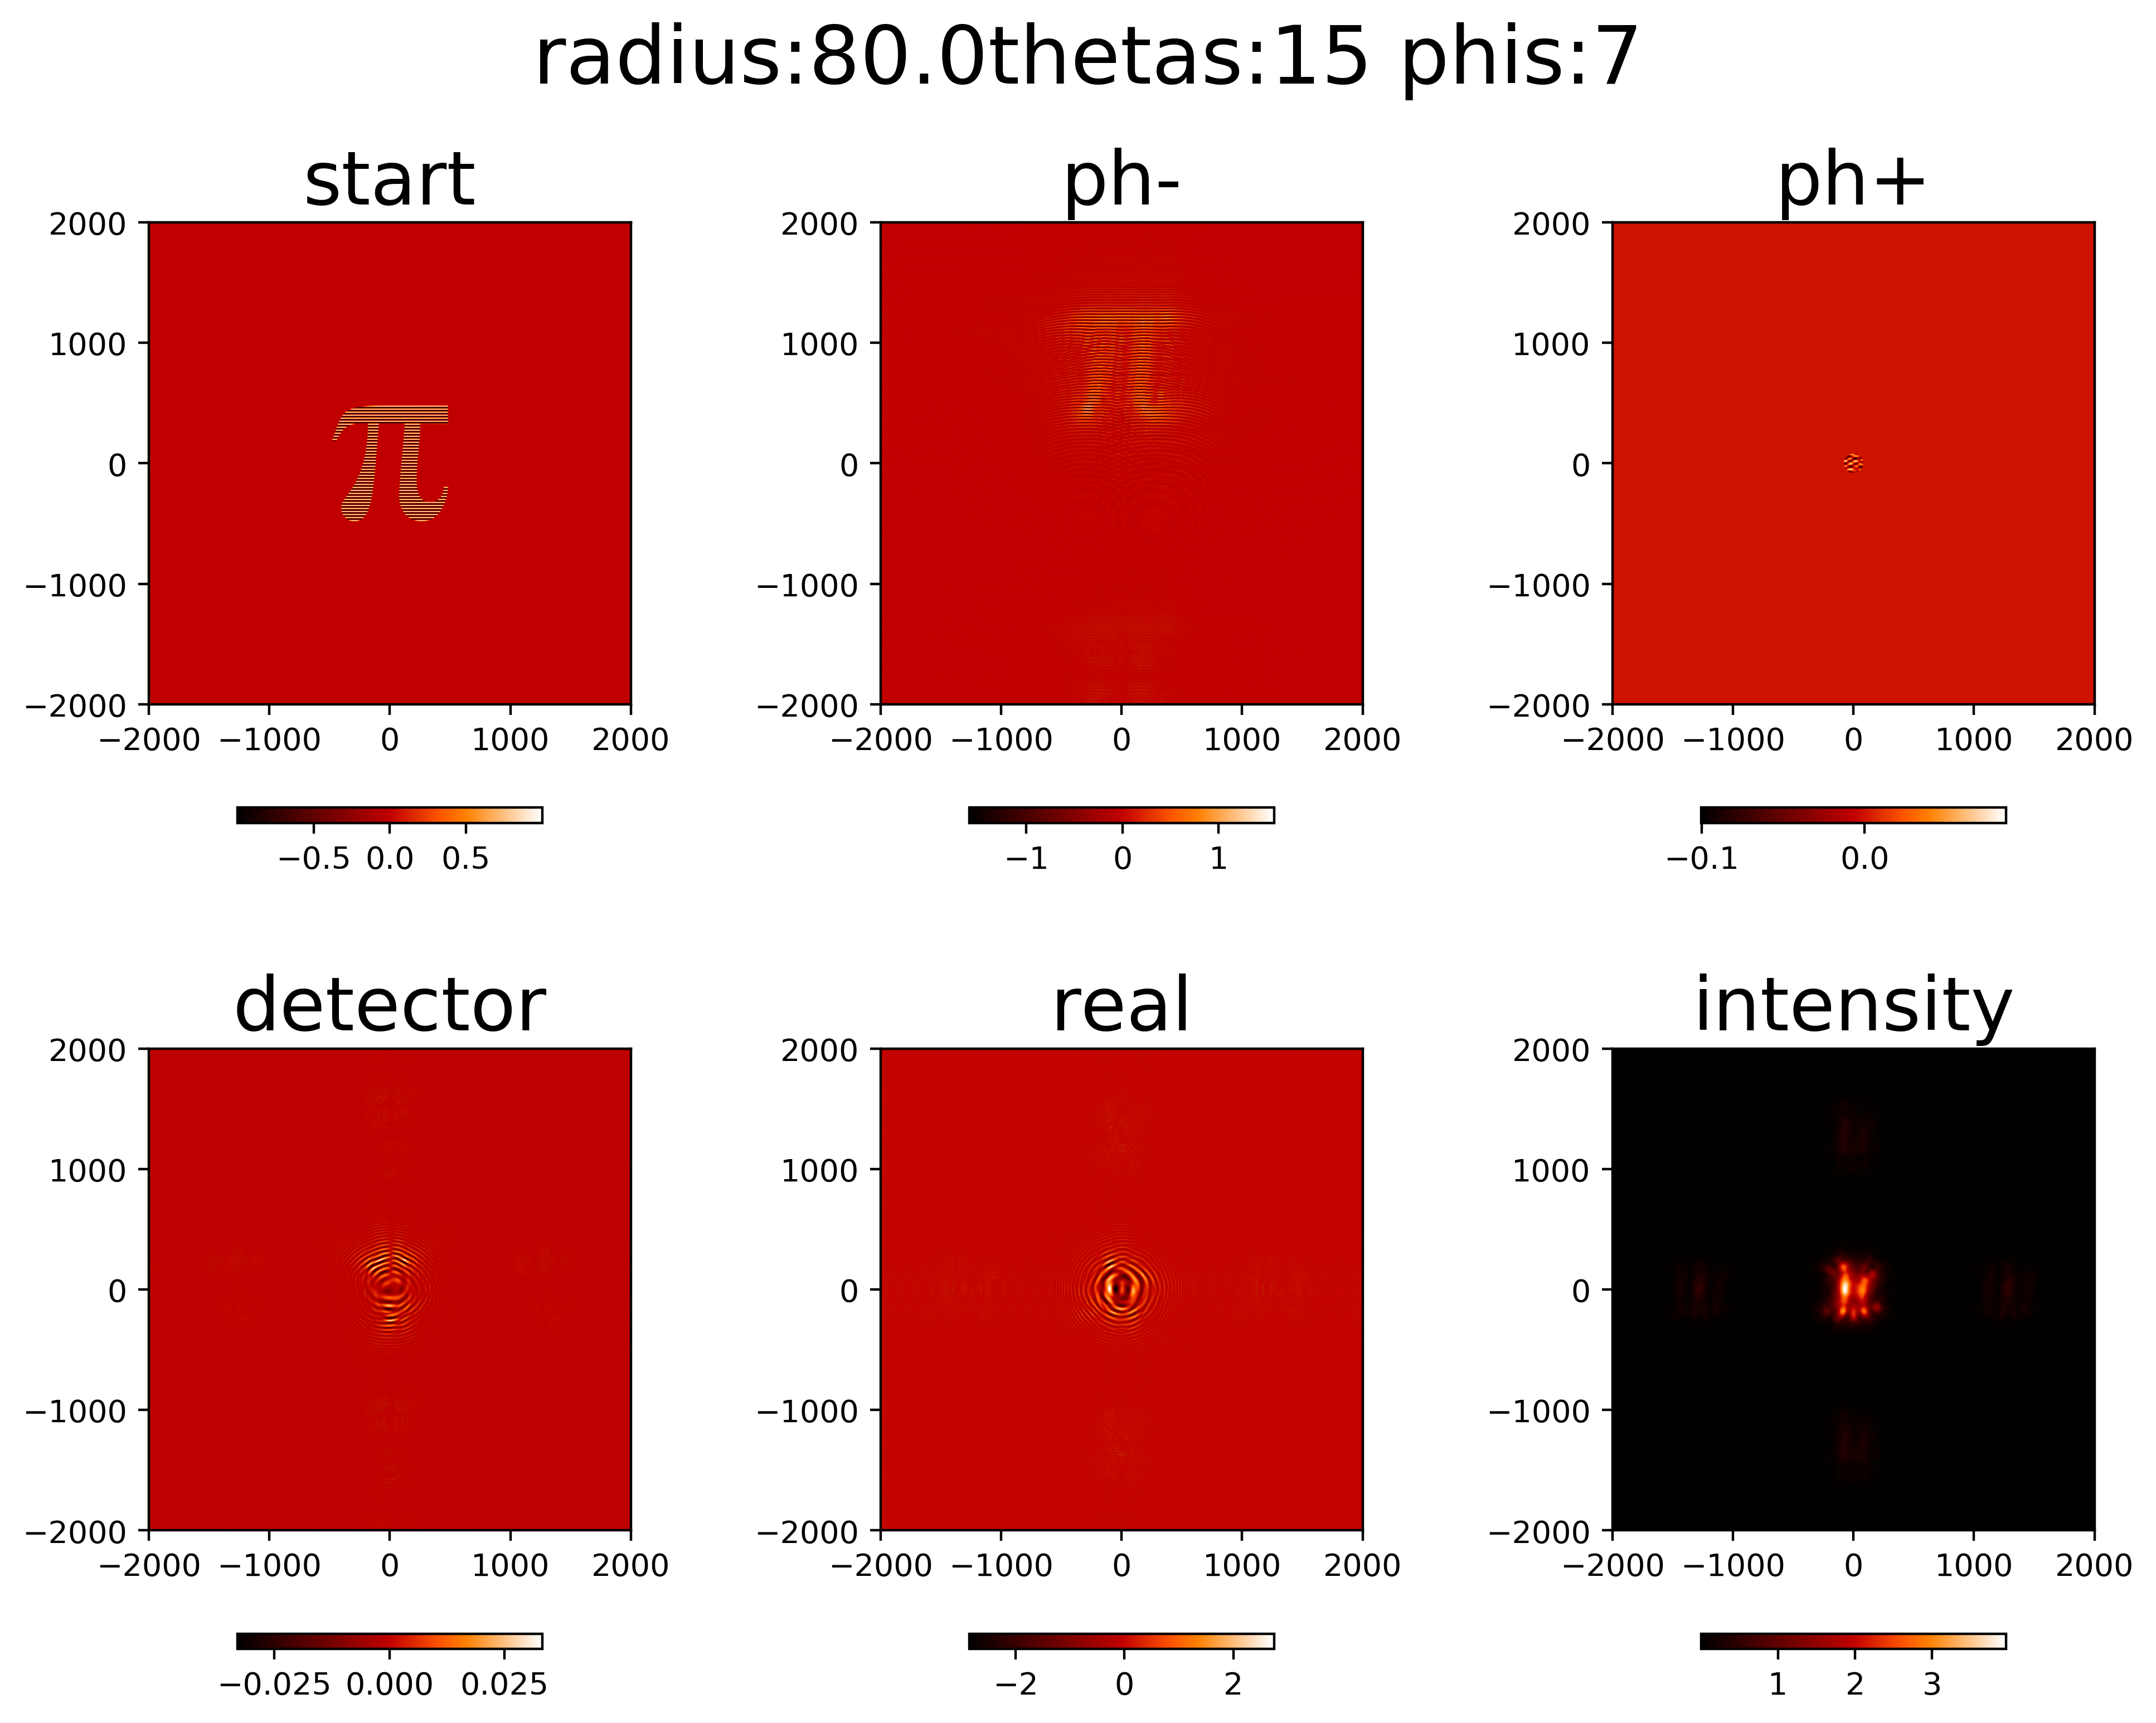 radius:80.0thetas:15 phis:7
start ph- ph+
2000 2000 2000
1000 1000 1000
π
0 0 0
−1000 −1000 −1000
−2000 −2000 −2000
−2000 −1000 0 1000 2000 −2000 −1000 0 1000 2000 −2000 −1000 0 1000 2000
−0.5 0.0 0.5 −1 0 1 −0.1 0.0
detector real intensity
2000 2000 2000
1000 1000 1000
0 0 0
−1000 −1000 −1000
−2000 −2000 −2000
−2000 −1000 0 1000 2000 −2000 −1000 0 1000 2000 −2000 −1000 0 1000 2000
−0.025 0.000 0.025 −2 0 2 1 2 3